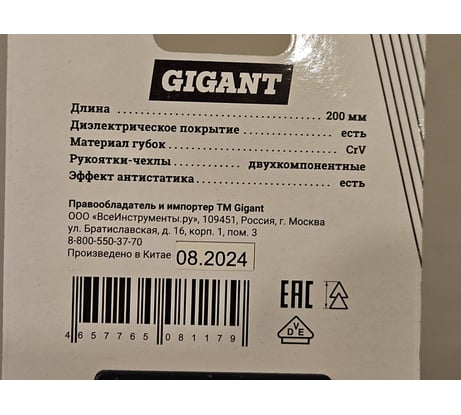 GIGANT
Длина 200 мм
Диэлектрическое покрытие есть
Материал губок CrV
Рукоятки-чехлы двухкомпонентные
Эффект антистатика есть
Правообладатель и импортер ТМ Gigant
ООО «ВсеИнструменты.ру», 109451, Россия, г. Москва
ул. Братиславская, д. 16, корп. 1, пом. 3
8-800-550-37-70
Произведено в Китае 08.2024
EAC
DVE
4 657765 081179